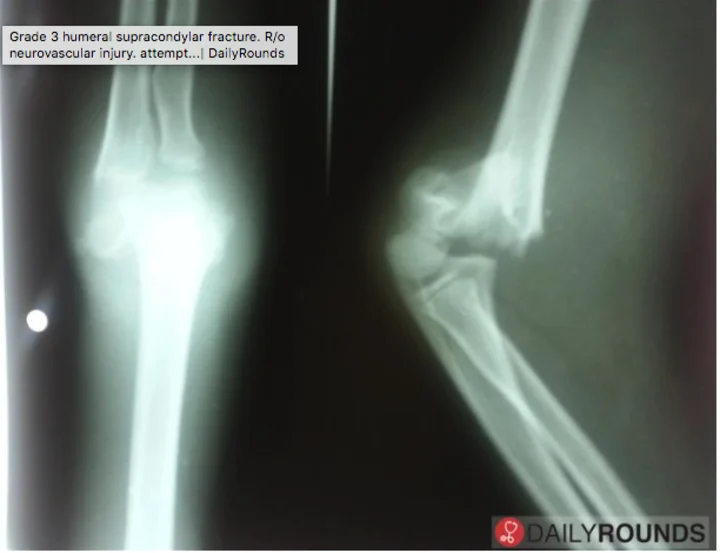 Grade 3 humeral supracondylar fracture. R/o
neurovascular injury. attempt...| DailyRounds
DAILYROUNDS